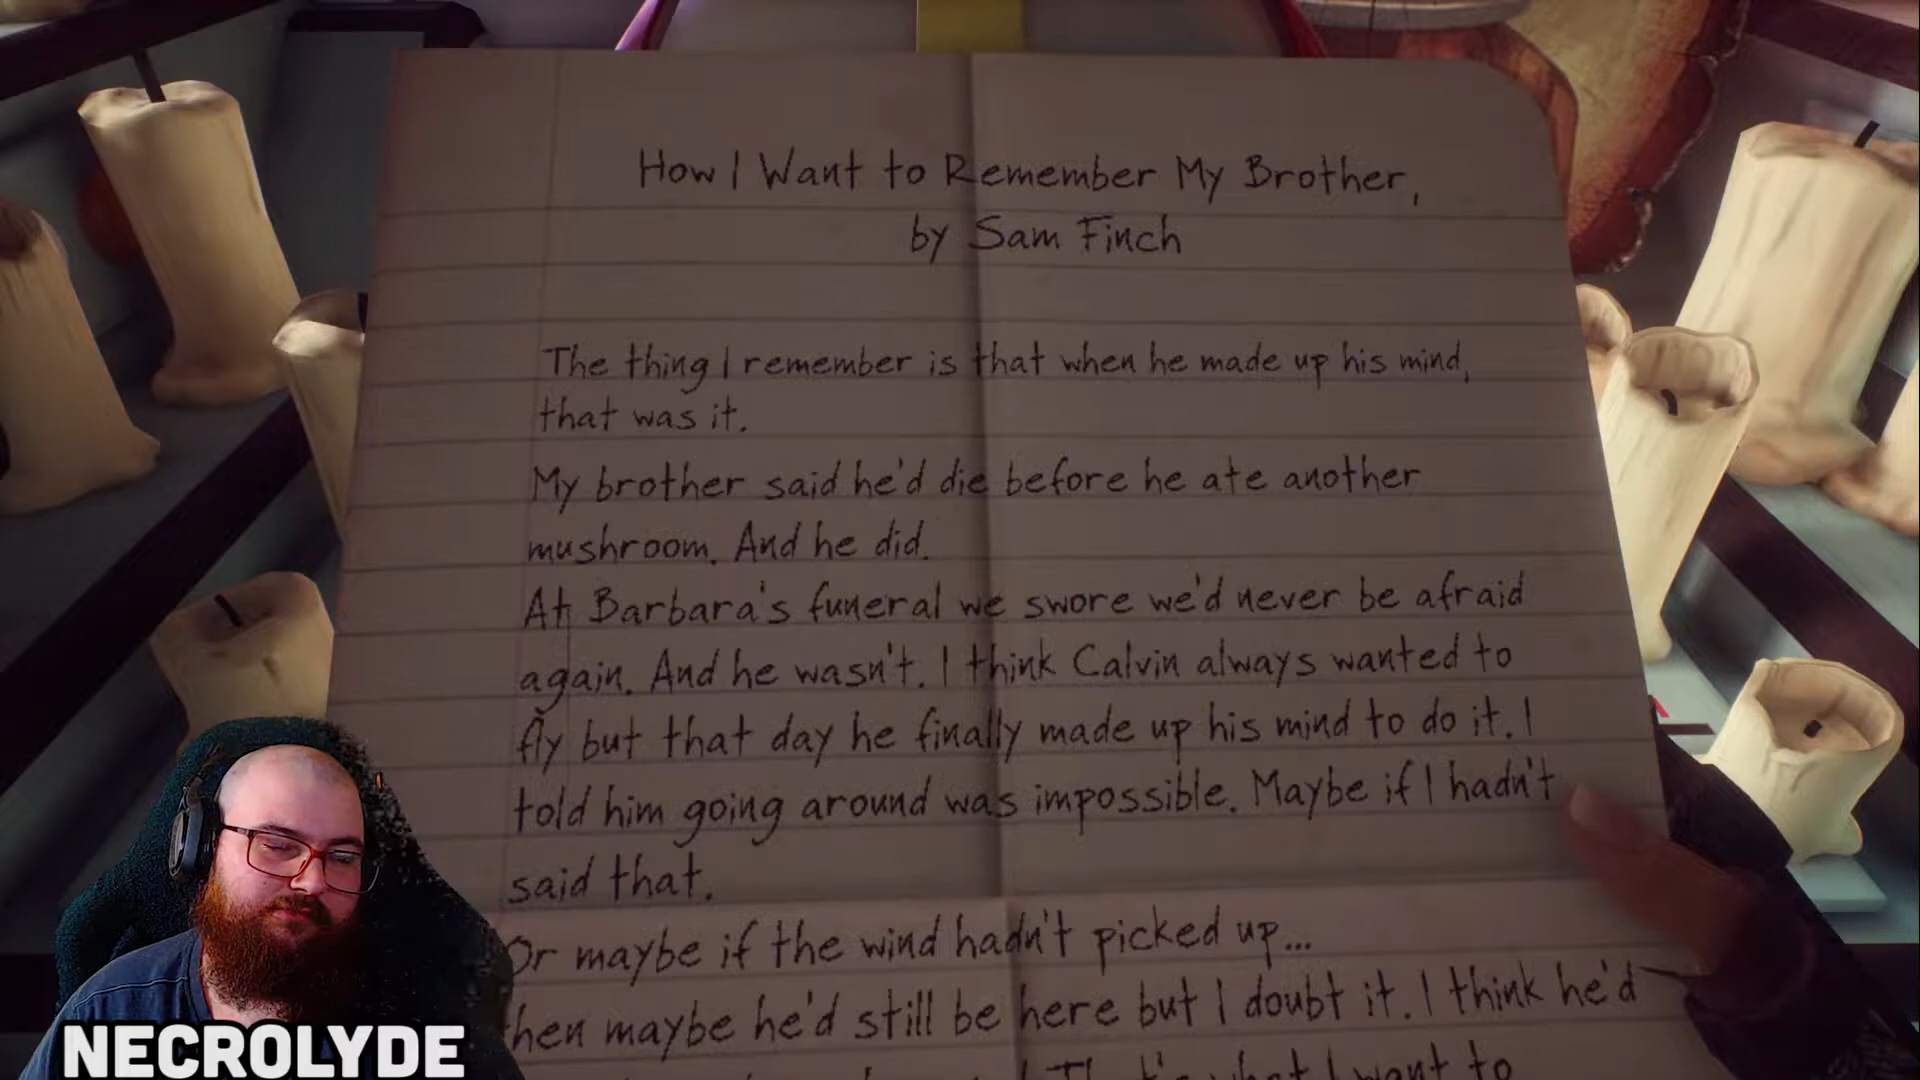 How I Want to Remember My Brother,
by Sam Finch
The thing I remember is that when he made up his mind,
that was it.
My brother said he'd die before he ate another
mushroom. And he did.
At Barbara's funeral we swore we'd never be afraid
again. And he wasn't. I think Calvin always wanted to
fly but that day he finally made up his mind to do it. I
told him going around was impossible. Maybe if I hadn't
said that.
Or maybe if the wind hadn't picked up...
hen maybe he'd still be here but I doubt it. I think he'd
That's what I want to
NECROLYDE